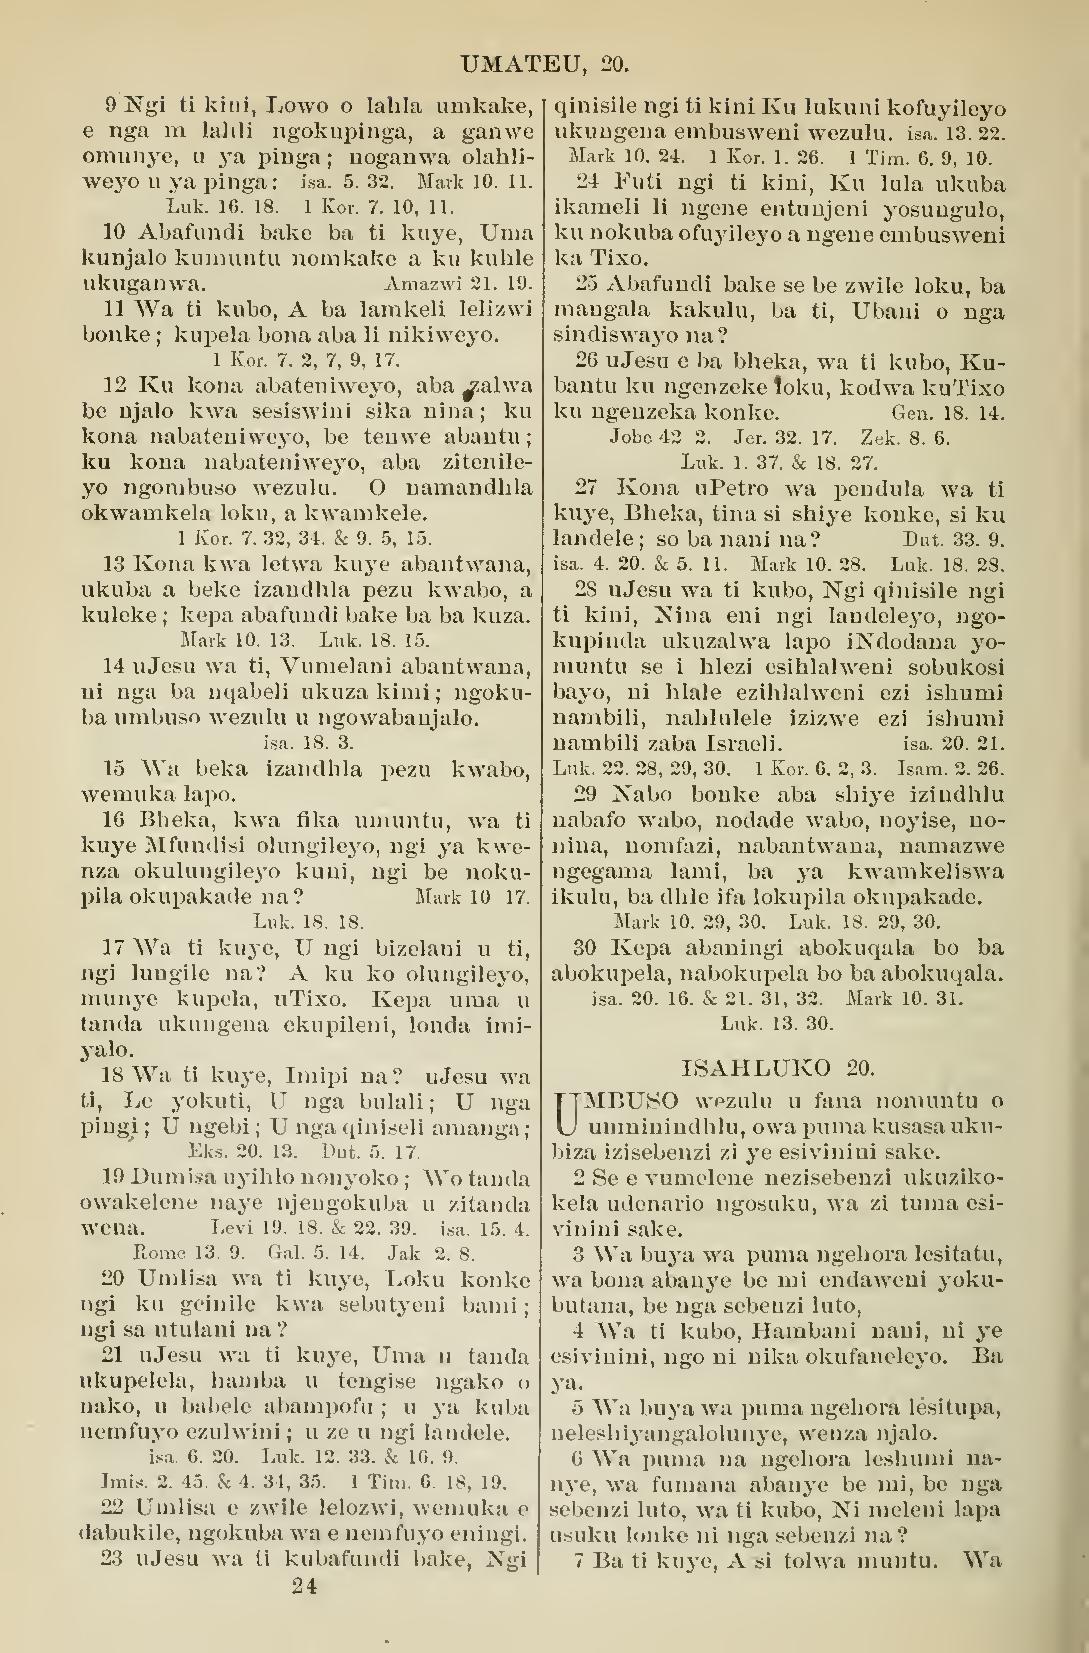 UMATEU, 20.
9 Ngi ti kini, Lowo o lahla umkake,
e nga m lahli ngokupinga, a ganwe
omunye, u ya pinga; noganwa olahli-
weyo u ya pinga: isa. 5. 32. Mark 10. 11.
Luk. 16. 18. 1 Kor. 7. 10, 11.
10 Abafundi bake ba ti kuye, Uma
kunjalo kumuntu nomkake a ku kuhle
ukuganwa. Amazwi 21. 19.
11 Wa ti kubo, A ba lamkeli lelizwi
bonke; kupela bona aba li nikiweyo.
1 Kor. 7. 2, 7, 9, 17.
12 Ku kona abateniweyo, aba zalwa
be njalo kwa sesiswini sika nina; ku
kona nabateniweyo, be tenwe abantu;
ku kona nabateniweyo, aba zitenile-
yo ngombuso wezulu. O namandhla
okwamkela loku, a kwamkele.
1 Kor. 7. 32, 34. & 9. 5, 15.
13 Kona kwa letwa kuye abantwana,
ukuba a beke izandhla pezu kwabo, a
kuleke; kepa abafundi bake ba ba kuza.
Mark 10. 13. Luk. 18. 15.
14 uJesu wa ti, Vumelani abantwana,
ni nga ba nqabeli ukuza kimi; ngoku-
ba umbuso wezulu u ngowabanjalo.
isa. 18. 3.
15 Wa beka izandhla pezu kwabo,
wemuka lapo.
16 Bheka, kwa fika umuntu, wa ti
kuye Mfundisi olungileyo, ngi ya kwe-
nza okulungileyo kuni, ngi be noku-
pila okupakade na? Mark 10 17.
Luk. 18. 18.
17 Wa ti kuye, U ngi bizelani u ti,
ngi lungile na? A ku ko olungileyo,
munye kupela, uTixo. Kepa uma u
tanda ukungena ekupileni, londa imi-
yalo.
18 Wa ti kuye, Imipi na? uJesu wa
ti, Le yokuti, U nga bulali; U nga
pingi; U ngebi; U nga qiniseli amanga;
Eks. 20. 13. Dut. 5. 17.
19 Dumisa uyihlo nonyoko; Wo tanda
owakelene naye njengokuba u zitanda
wena. Levi 19. 18. & 22. 39. isa. 15. 4.
Rome 13. 9. Gal. 5. 14. Jak 2. 8.
20 Umlisa wa ti kuye, Loku konke
ngi ku gcinile kwa sebutyeni bami;
ngi sa ntulani na?
21 uJesu wa ti kuye, Uma u tanda
ukupelela, hamba u tengise ngako o
nako, u babele abampofu; u ya kuba
nemfuyo ezulwini; u ze u ngi landele.
isa. 6. 20. Luk. 12. 33. & 16. 9.
Imis. 2. 45. & 4. 34, 35. 1 Tim. 6. 18, 19.
22 Umlisa e zwile lelozwi, wemuka e
dabukile, ngokuba wa e nemfuyo eningi.
23 uJesu wa ti kubafundi bake, Ngi
24
qinisile ngi ti kini Ku lukuni kofuyileyo
ukungena embusweni wezulu. isa. 13. 22.
Mark 10. 24. 1 Kor. 1. 26. 1 Tim. 6. 9, 10.
24 Futi ngi ti kini, Ku lula ukuba
ikameli li ngene entunjeni yosungulo,
ku nokuba ofuyileyo a ngene embusweni
ka Tixo.
25 Abafundi bake se be zwile loku, ba
mangala kakulu, ba ti, Ubani o nga
sindiswayo na?
26 uJesu e ba bheka, wa ti kubo, Ku-
bantu ku ngenzeke loku, kodwa kuTixo
ku ngenzeka konke. Gen. 18. 14.
Jobe 42 2. Jer. 32. 17. Zek. 8. 6.
Luk. 1. 37. & 18. 27.
27 Kona uPetro wa pendula wa ti
kuye, Bheka, tina si shiye konke, si ku
landele; so ba nani na? Dut. 33. 9.
isa. 4. 20. & 5. 11. Mark 10. 28. Luk. 18. 28.
28 uJesu wa ti kubo, Ngi qinisile ngi
ti kini, Nina eni ngi landeleyo, ngo-
kupinda ukuzalwa lapo iNdodana yo-
muntu se i hlezi esihlalweni sobukosi
bayo, ni hlale ezihlalweni ezi ishumi
nambili, nahlulele izizwe ezi ishumi
nambili zaba Israeli. isa. 20. 21.
Luk. 22. 28, 29, 30. 1 Kor. 6. 2, 3. Isam. 2. 26.
29 Nabo bonke aba shiye izindhlu
nabafo wabo, nodade wabo, noyise, no-
nina, nomfazi, nabantwana, namazwe
ngegama lami, ba ya kwamkeliswa
ikulu, ba dhle ifa lokupila okupakade.
Mark 10. 29, 30. Luk. 18. 29, 30.
30 Kepa abaningi abokuqala bo ba
abokupela, nabokupela bo ba abokuqala.
isa. 20. 16. & 21. 31, 32. Mark 10. 31.
Luk. 13. 30.
ISAHLUKO 20.
UMBUSO wezulu u fana nomuntu o
umninindhlu, owa puma kusasa uku-
biza izisebenzi zi ye esivinini sake.
2 Se e vumelene nezisebenzi ukuziko-
kela udenario ngosuku, wa zi tuma esi-
vinini sake.
3 Wa buya wa puma ngehora lesitatu,
wa bona abanye be mi endaweni yoku-
butana, be nga sebenzi luto,
4 Wa ti kubo, Hambani nani, ni ye
esivinini, ngo ni nika okufaneleyo. Ba
ya.
5 Wa buya wa puma ngehora lesitupa,
neleshiyangalolunye, wenza njalo.
6 Wa puma na ngehora leshumi na-
nye, wa fumana abanye be mi, be nga
sebenzi luto, wa ti kubo, Ni meleni lapa
usuku lonke ni nga sebenzi na?
7 Ba ti kuye, A si tolwa muntu. Wa